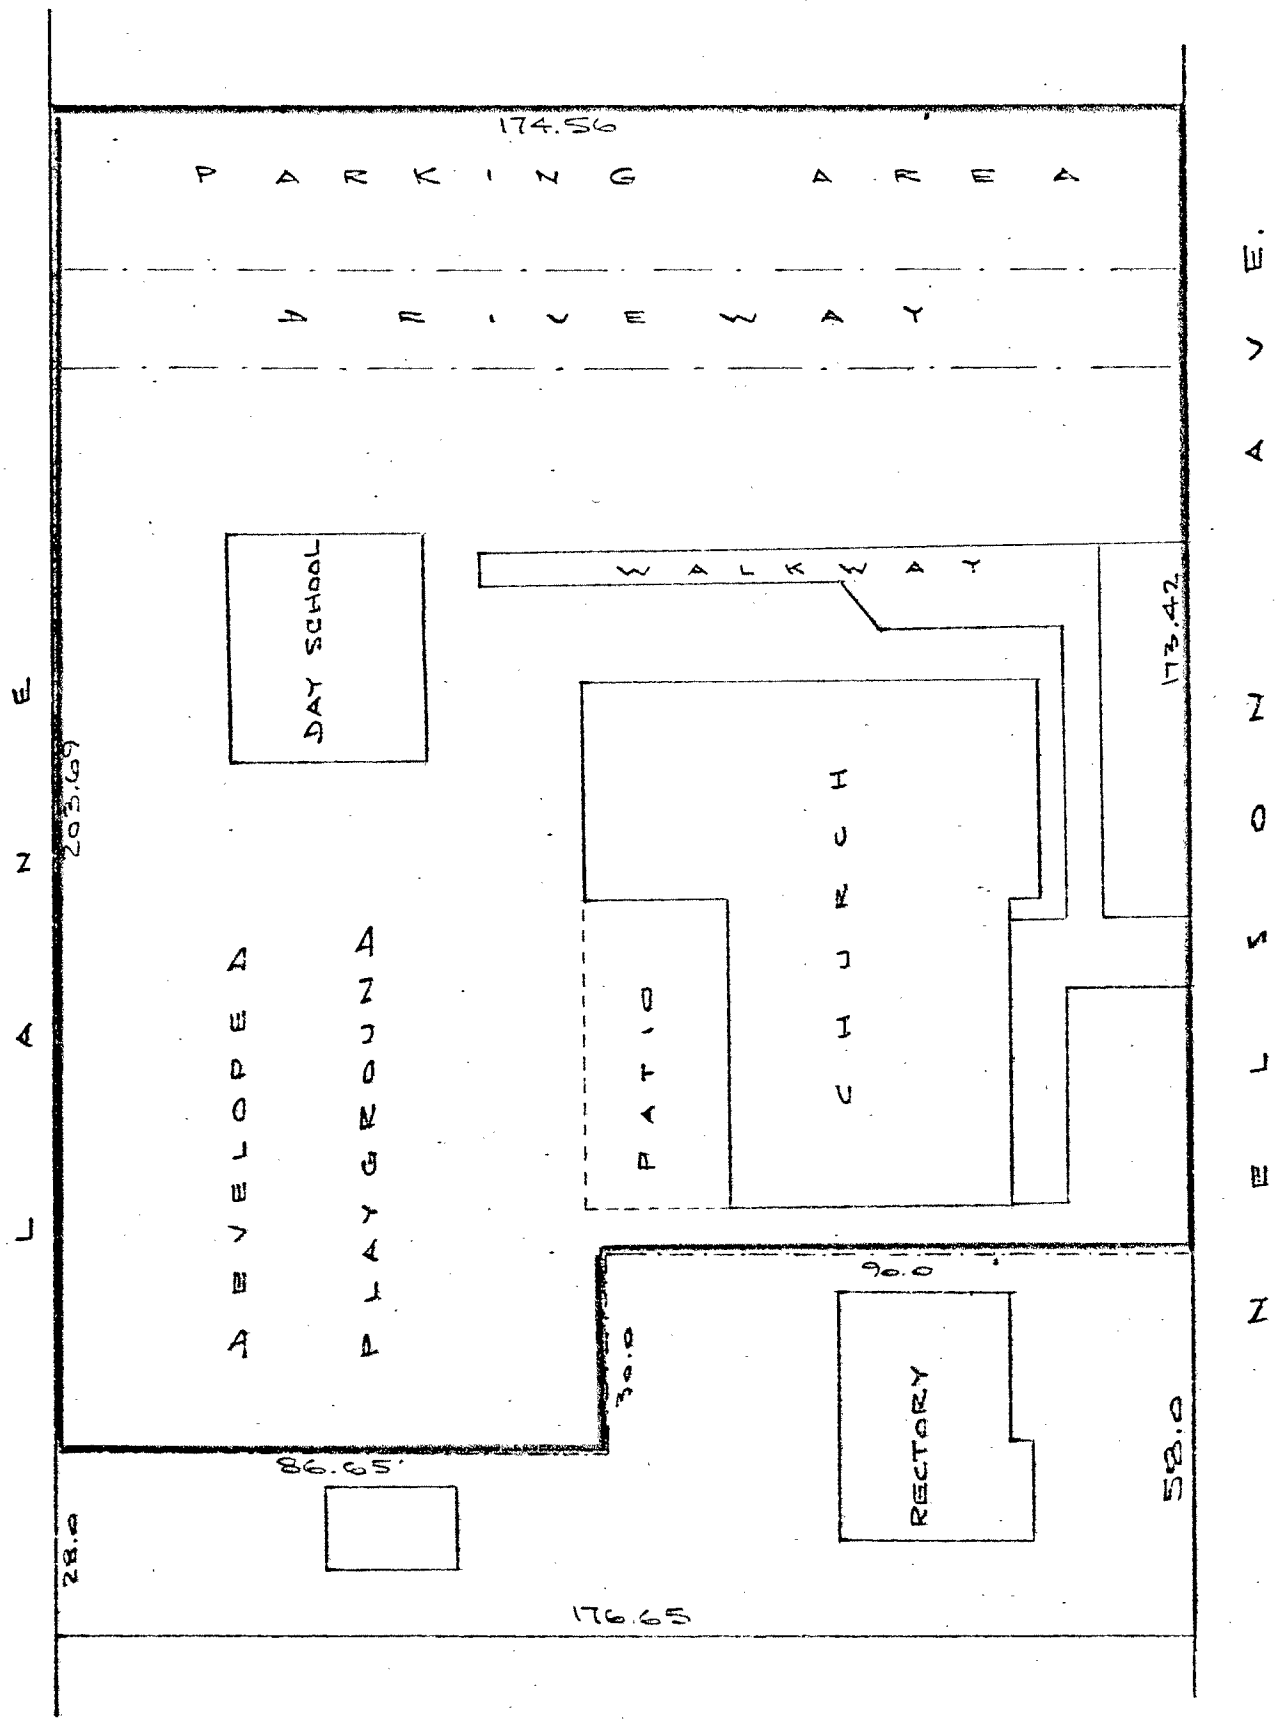 174.56
PARKING AREA
DRIVEWAY
WALKWAY
DAY SCHOOL
173.42
LANE
203.69
NELSON AVE.
CHURCH
PATIO
DEVELOPED
PLAYGROUND
90.0
30.0
RECTORY
58.0
86.65'
28.0
176.65